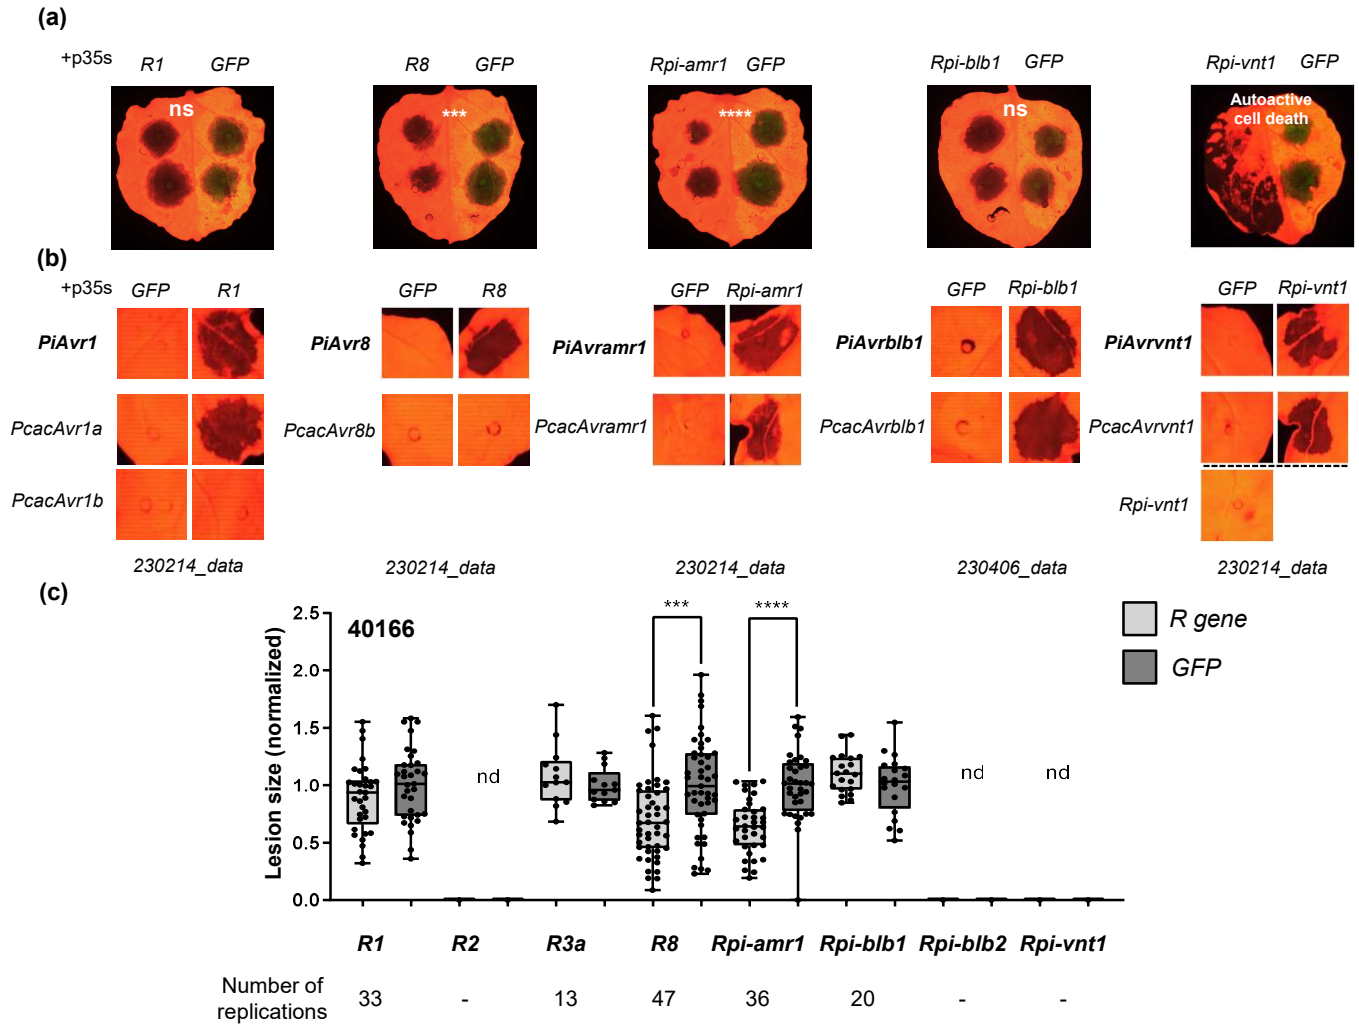 (a)
+p35s R1 GFP R8 GFP Rpi-amr1 GFP Rpi-blb1 GFP Rpi-vnt1 GFP
ns *** **** ns Autoactive
cell death
(b)
+p35s GFP R1 GFP R8 GFP Rpi-amr1 GFP Rpi-blb1 GFP Rpi-vnt1
PiAvr1 PiAvr8 PiAvramr1 PiAvrblb1 PiAvrvnt1
PcacAvr1a PcacAvr8b PcacAvramr1 PcacAvrblb1 PcacAvrvnt1
PcacAvr1b Rpi-vnt1
230214_data 230214_data 230214_data 230406_data 230214_data
(c)
40166
*** ****
R gene
GFP
Lesion size (normalized)
2.5
2.0
1.5
1.0
0.5
0.0
nd nd nd
R1 R2 R3a R8 Rpi-amr1 Rpi-blb1 Rpi-blb2 Rpi-vnt1
Number of
replications
33 - 13 47 36 20 - -